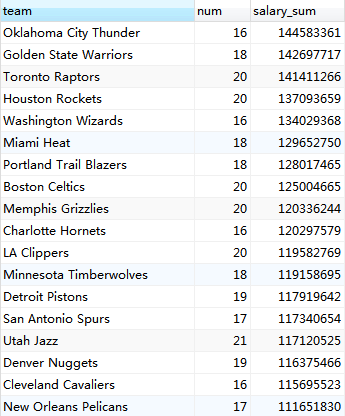 team num salary_sum
Oklahoma City Thunder 16 144583361
Golden State Warriors 18 142697717
Toronto Raptors 20 141411266
Houston Rockets 20 137093659
Washington Wizards 16 134029368
Miami Heat 18 129652750
Portland Trail Blazers 18 128017465
Boston Celtics 20 125004665
Memphis Grizzlies 20 120336244
Charlotte Hornets 16 120297579
LA Clippers 20 119582769
Minnesota Timberwolves 18 119158695
Detroit Pistons 19 117919642
San Antonio Spurs 17 117340654
Utah Jazz 21 117120525
Denver Nuggets 19 116375466
Cleveland Cavaliers 16 115695523
New Orleans Pelicans 17 111651830